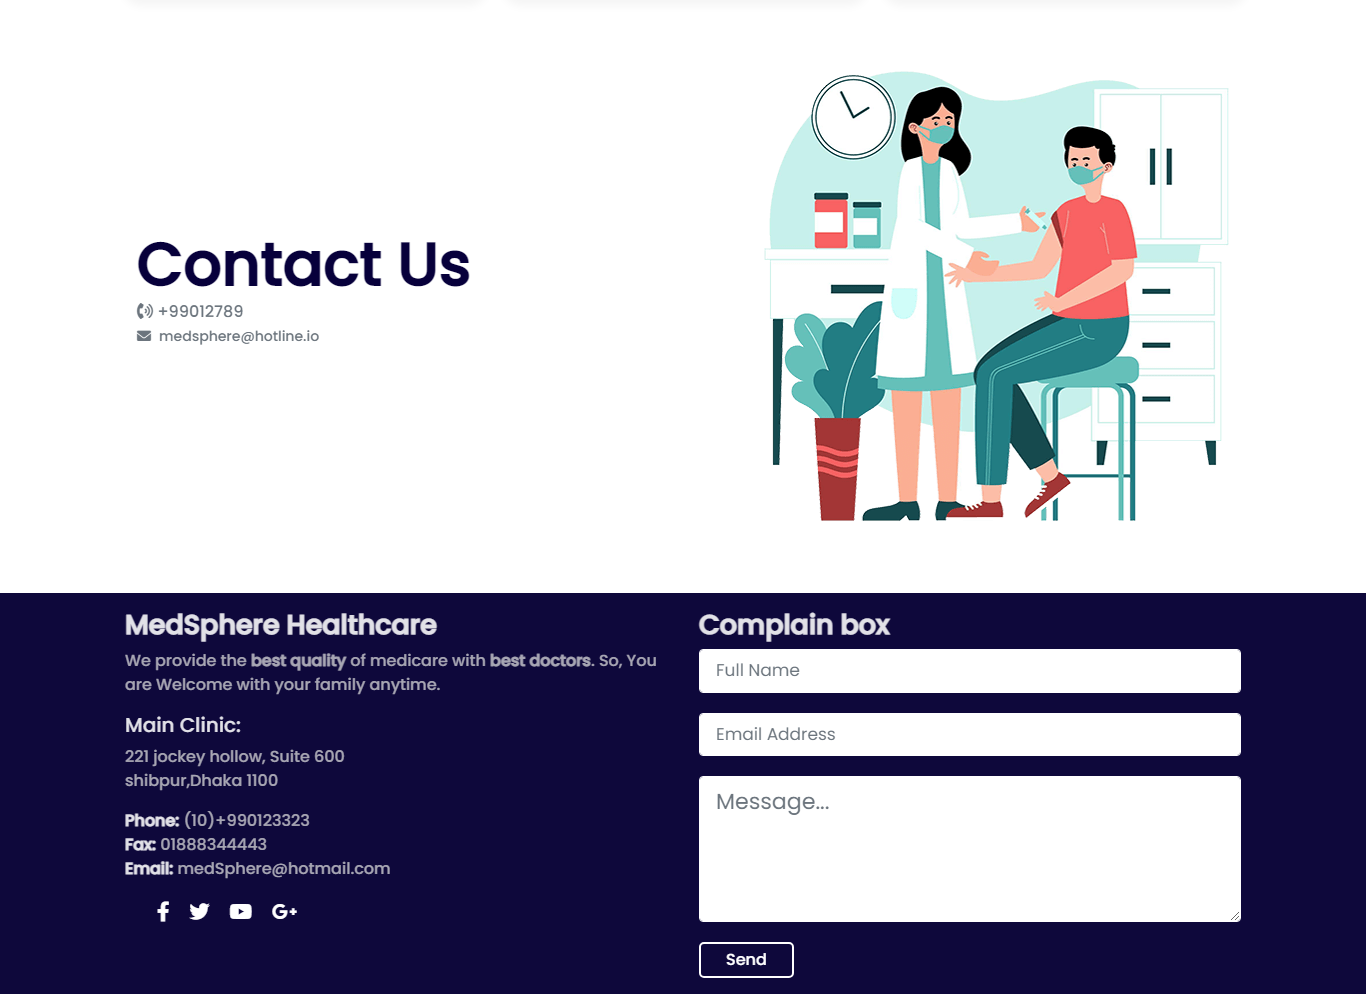 Contact Us
+99012789
medsphere@hotline.io
MedSphere Healthcare
We provide the best quality of medicare with best doctors. So, You
are Welcome with your family anytime.
Main Clinic:
221 jockey hollow, Suite 600
shibpur,Dhaka 1100
Phone: (10)+990123323
Fax: 01888344443
Email: medSphere@hotmail.com
Complain box
Full Name
Email Address
Message...
Send